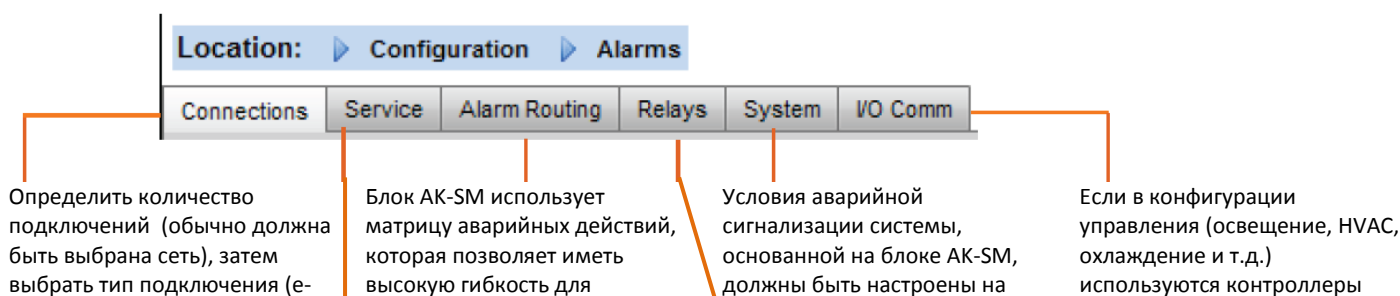 Location: Configuration Alarms
Connections Service Alarm Routing Relays System I/O Comm
Определить количество
подключений (обычно должна
быть выбрана сеть), затем
выбрать тип подключения (e-
Блок AK-SM использует
матрицу аварийных действий,
которая позволяет иметь
высокую гибкость для
Условия аварийной
сигнализации системы,
основанной на блоке AK-SM,
должны быть настроены на
Если в конфигурации
управления (освещение, HVAC,
охлаждение и т.д.)
используются контроллеры